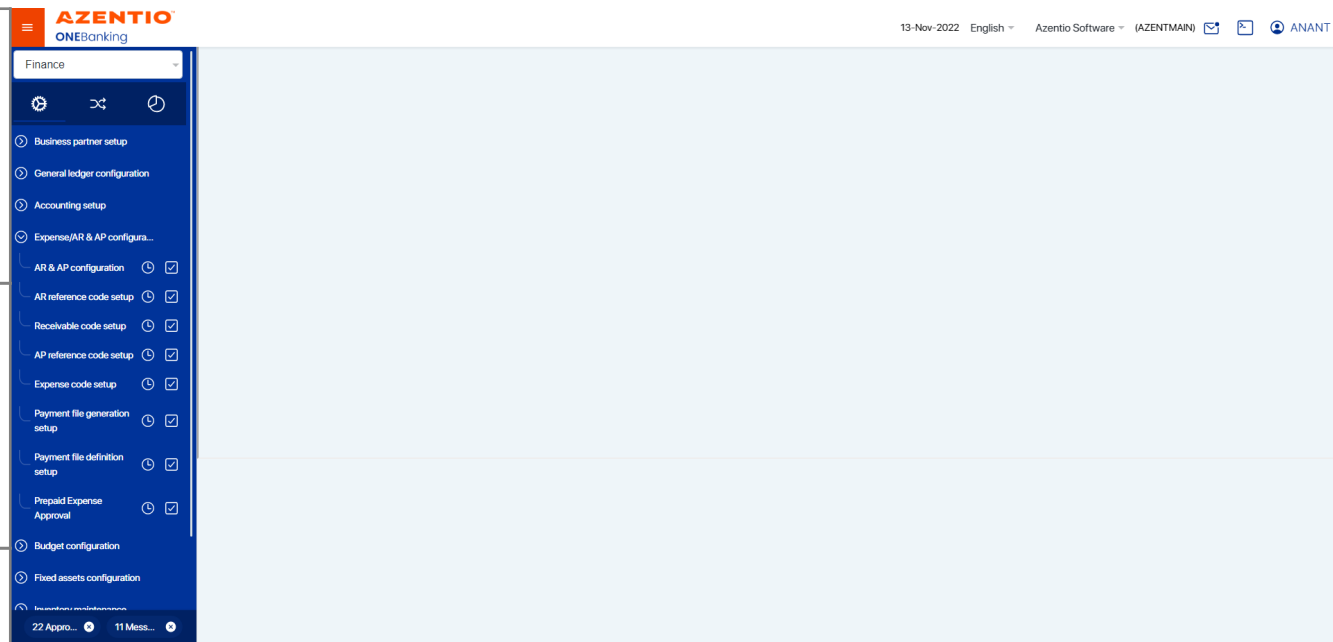 AZENTIO
ONEBanking
13-Nov-2022 English Azentio Software (AZENTMAIN) ANANT
Finance
Business partner setup
General ledger configuration
Accounting setup
Expense/AR & AP configura...
AR & AP configuration
AR reference code setup
Receivable code setup
AP reference code setup
Expense code setup
Payment file generation
setup
Payment file definition
setup
Prepaid Expense
Approval
Budget configuration
Fixed assets configuration
Inventory maintenance
22 Appro... 11 Mess...